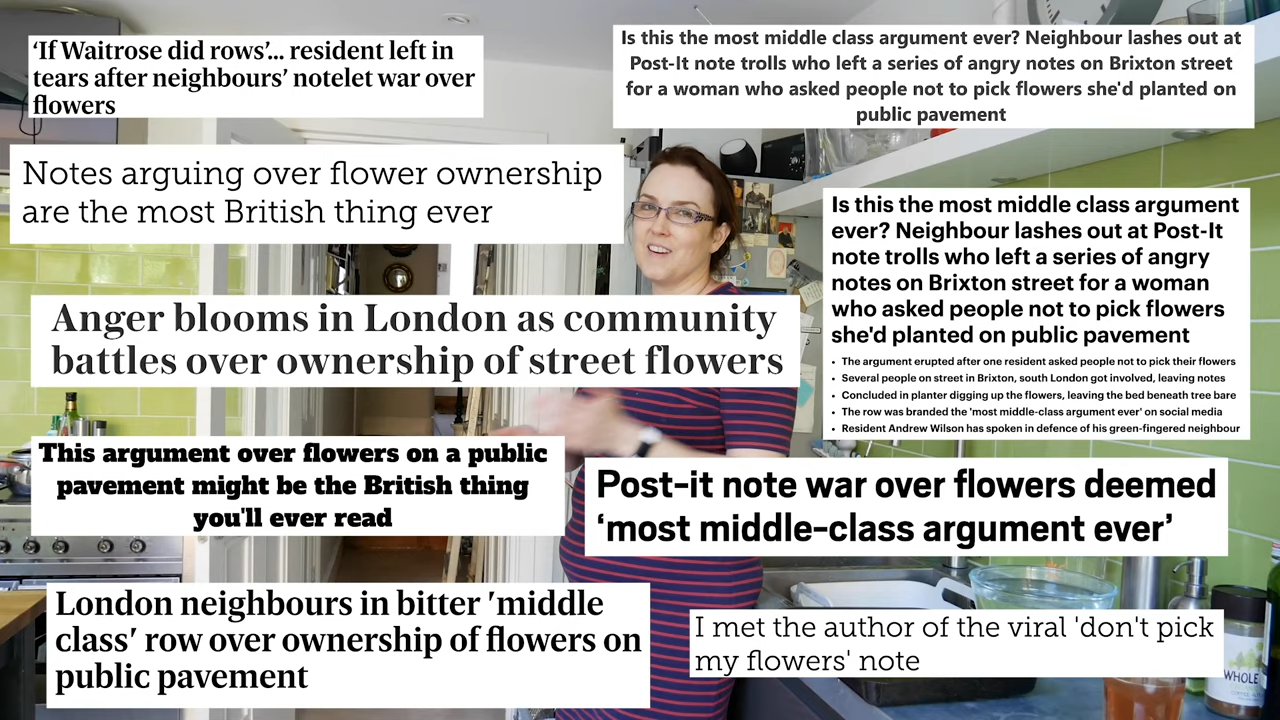 ‘If Waitrose did rows’... resident left in
tears after neighbours’ notelet war over
flowers
Is this the most middle class argument ever? Neighbour lashes out at
Post-It note trolls who left a series of angry notes on Brixton street
for a woman who asked people not to pick flowers she'd planted on
public pavement
Notes arguing over flower ownership
are the most British thing ever
Is this the most middle class argument
ever? Neighbour lashes out at Post-It
note trolls who left a series of angry
notes on Brixton street for a woman
who asked people not to pick flowers
she'd planted on public pavement
• The argument erupted after one resident asked people not to pick their flowers
• Several people on street in Brixton, south London got involved, leaving notes
• Concluded in planter digging up the flowers, leaving the bed beneath tree bare
• The row was branded the 'most middle-class argument ever' on social media
• Resident Andrew Wilson has spoken in defence of his green-fingered neighbour
Anger blooms in London as community
battles over ownership of street flowers
This argument over flowers on a public
pavement might be the British thing
you'll ever read
Post-it note war over flowers deemed
‘most middle-class argument ever’
London neighbours in bitter 'middle
class' row over ownership of flowers on
public pavement
I met the author of the viral 'don't pick
my flowers' note
WHOLE